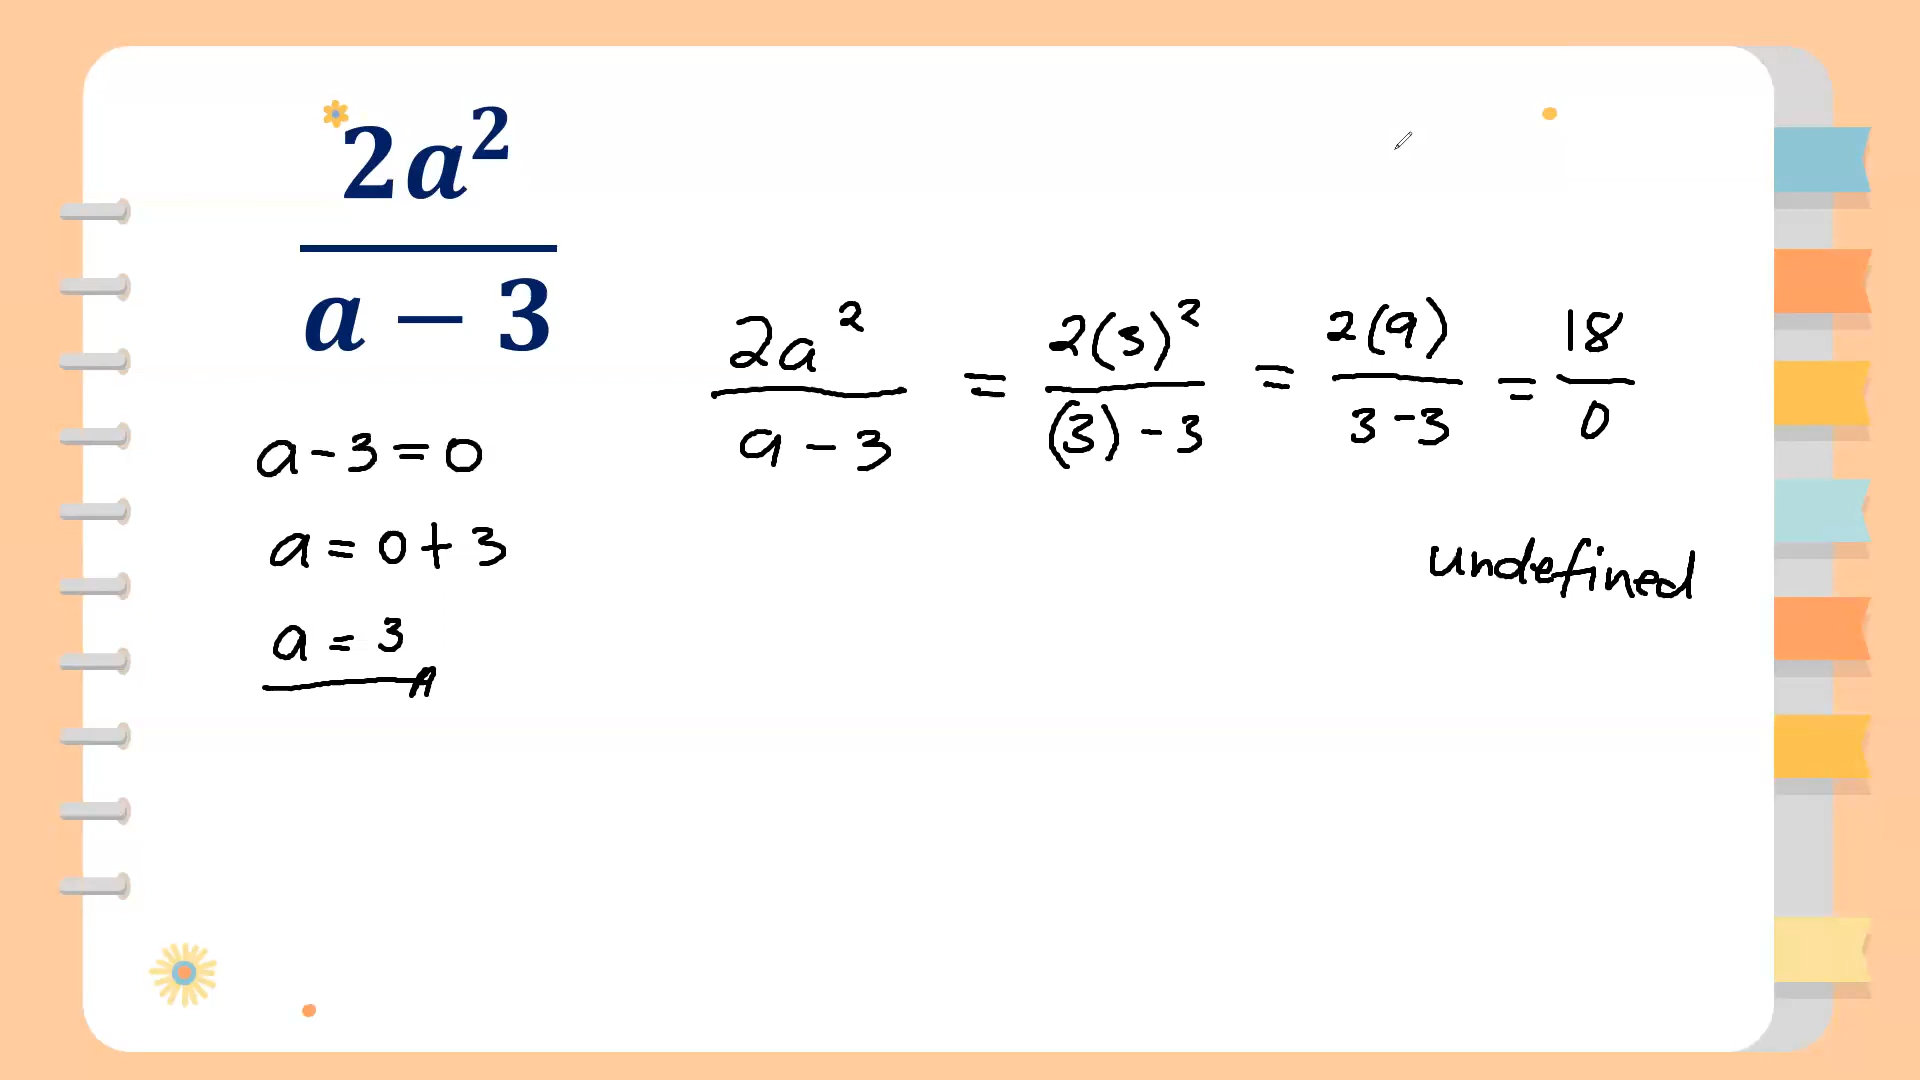 2a²
a − 3
a − 3 = 0
a = 0 + 3
a = 3
2a² / a − 3 = 2(3)² / (3) − 3 = 2(9) / 3 − 3 = 18 / 0
undefined